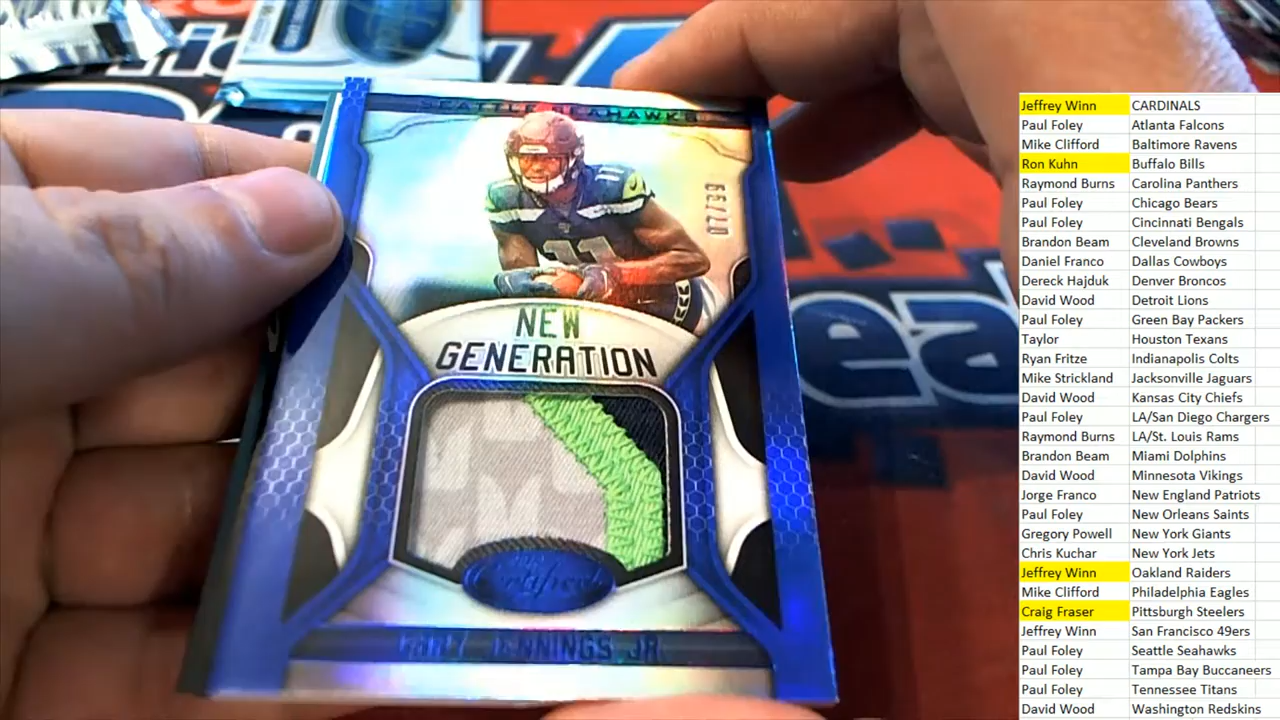 SEATTLE SEAHAWKS
11
11
07/99
NEW
GENERATION
Certified
GARY JENNINGS JR.
ea
Jeffrey Winn CARDINALS
Paul Foley Atlanta Falcons
Mike Clifford Baltimore Ravens
Ron Kuhn Buffalo Bills
Raymond Burns Carolina Panthers
Paul Foley Chicago Bears
Paul Foley Cincinnati Bengals
Brandon Beam Cleveland Browns
Daniel Franco Dallas Cowboys
Dereck Hajduk Denver Broncos
David Wood Detroit Lions
Paul Foley Green Bay Packers
Taylor Houston Texans
Ryan Fritze Indianapolis Colts
Mike Strickland Jacksonville Jaguars
David Wood Kansas City Chiefs
Paul Foley LA/San Diego Chargers
Raymond Burns LA/St. Louis Rams
Brandon Beam Miami Dolphins
David Wood Minnesota Vikings
Jorge Franco New England Patriots
Paul Foley New Orleans Saints
Gregory Powell New York Giants
Chris Kuchar New York Jets
Jeffrey Winn Oakland Raiders
Mike Clifford Philadelphia Eagles
Craig Fraser Pittsburgh Steelers
Jeffrey Winn San Francisco 49ers
Paul Foley Seattle Seahawks
Paul Foley Tampa Bay Buccaneers
Paul Foley Tennessee Titans
David Wood Washington Redskins